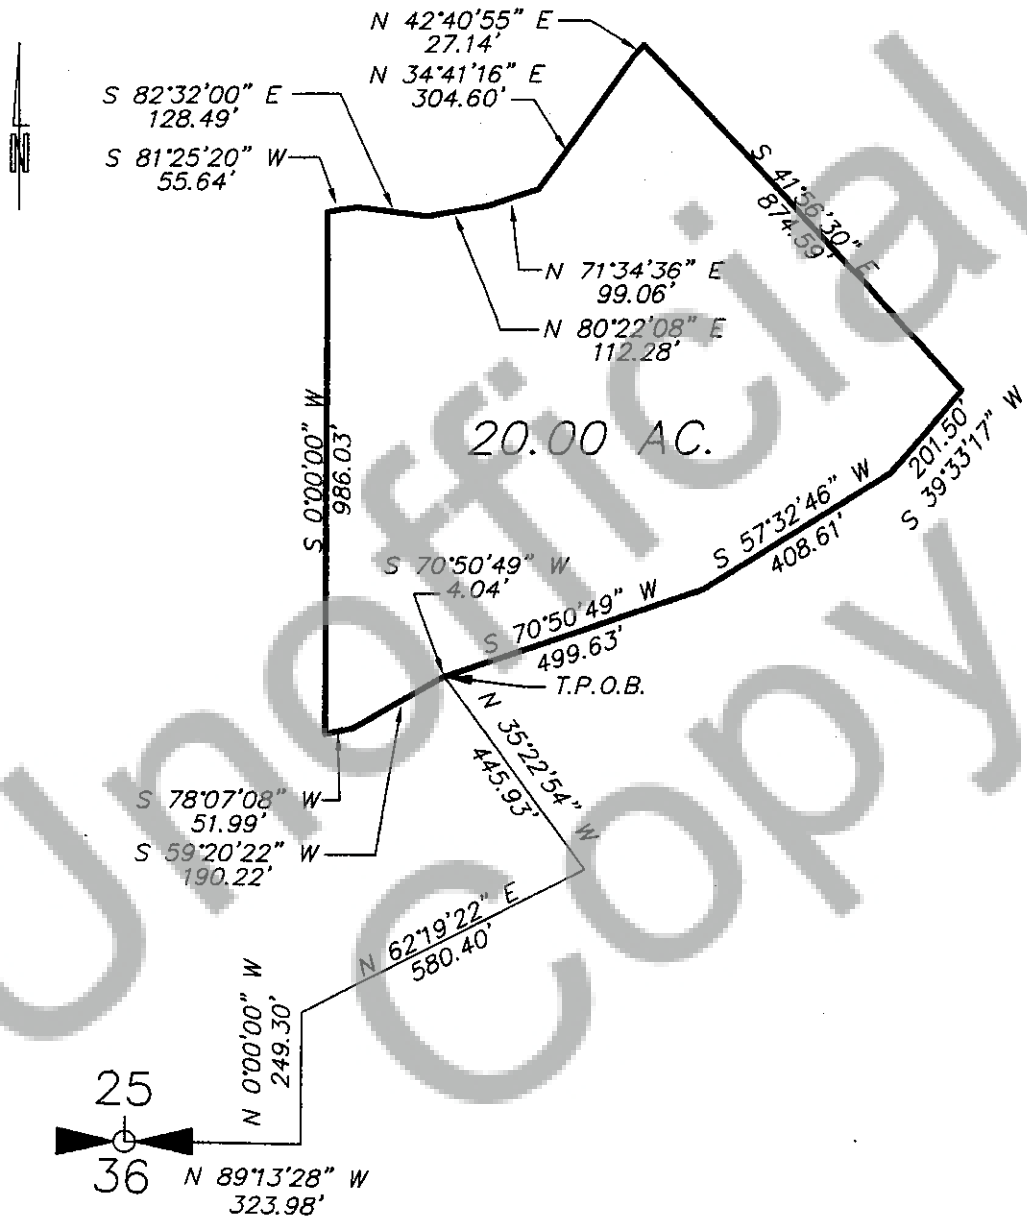 N 42°40'55" E
27.14'
N 34°41'16" E
304.60'
S 82°32'00" E
128.49'
S 81°25'20" W
55.64'
N
S 41°56'30" E
874.59'
N 71°34'36" E
99.06'
N 80°22'08" E
112.28'
S 0°00'00" W
986.03'
20.00 AC.
201.50'
S 39°33'17" W
S 57°32'46" W
408.61'
S 70°50'49" W
4.04'
S 70°50'49" W
499.63'
T.P.O.B.
N 35°22'54" W
445.93'
S 78°07'08" W
51.99'
S 59°20'22" W
190.22'
N 62°19'22" E
580.40'
N 0°00'00" W
249.30'
25
36
N 89°13'28" W
323.98'
Unofficial
Copy